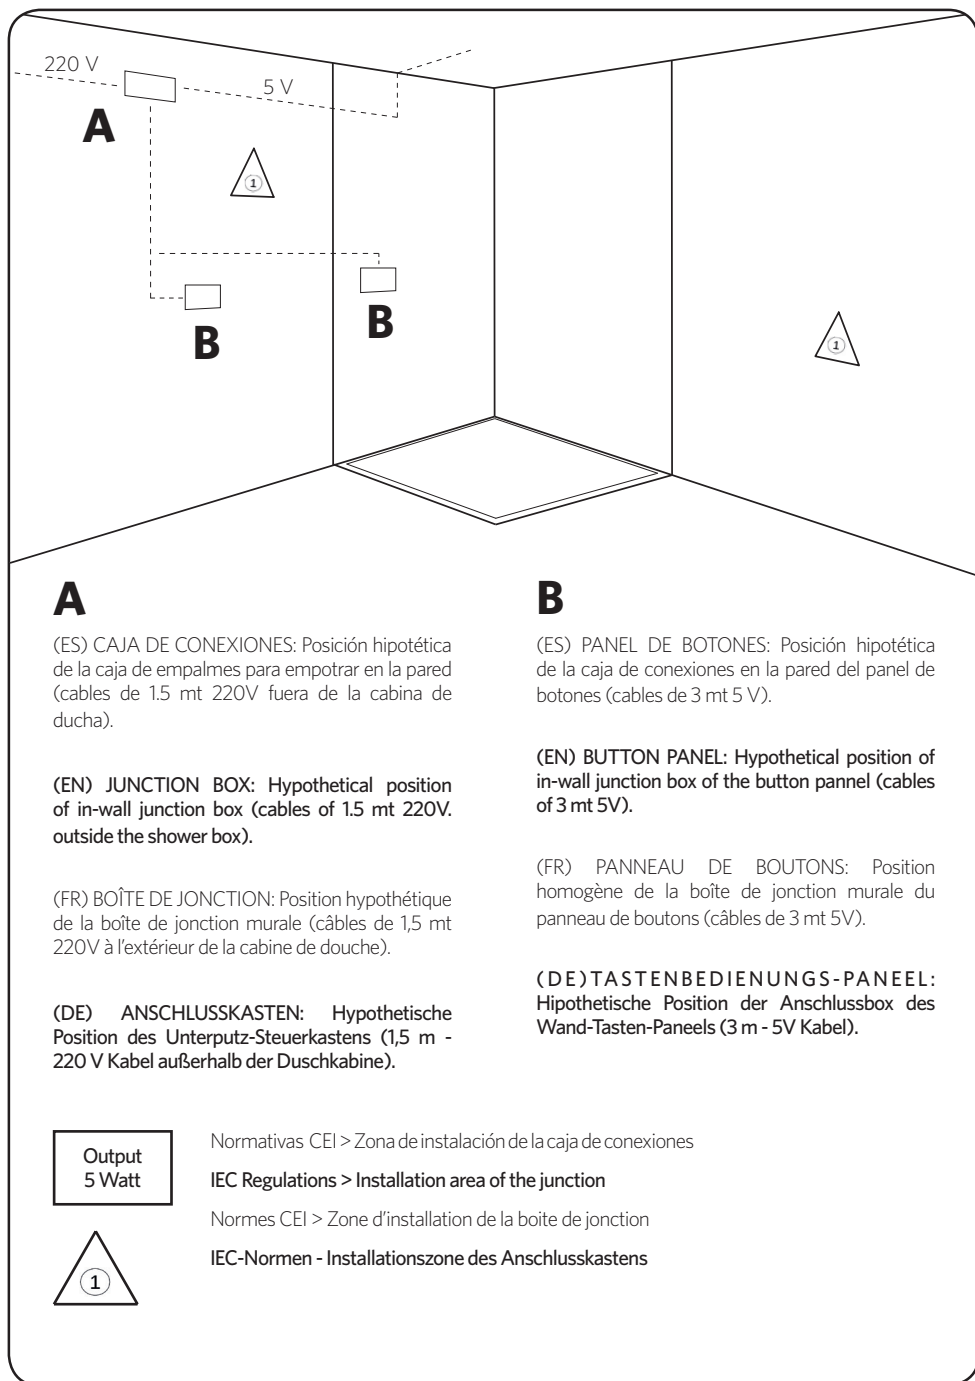 220 V
5 V
A
1
B
B
1
A
(ES) CAJA DE CONEXIONES: Posición hipotética
de la caja de empalmes para empotrar en la pared
(cables de 1.5 mt 220V fuera de la cabina de
ducha).
(EN) JUNCTION BOX: Hypothetical position
of in-wall junction box (cables of 1.5 mt 220V.
outside the shower box).
(FR) BOÎTE DE JONCTION: Position hypothétique
de la boîte de jonction murale (câbles de 1,5 mt
220V à l'extérieur de la cabine de douche).
(DE) ANSCHLUSSKASTEN: Hypothetische
Position des Unterputz-Steuerkastens (1,5 m -
220 V Kabel außerhalb der Duschkabine).
B
(ES) PANEL DE BOTONES: Posición hipotética
de la caja de conexiones en la pared del panel de
botones (cables de 3 mt 5 V).
(EN) BUTTON PANEL: Hypothetical position of
in-wall junction box of the button pannel (cables
of 3 mt 5V).
(FR) PANNEAU DE BOUTONS: Position
homogène de la boîte de jonction murale du
panneau de boutons (câbles de 3 mt 5V).
(DE)TASTENBEDIENUNGS-PANEEL:
Hipothetische Position der Anschlussbox des
Wand-Tasten-Paneels (3 m - 5V Kabel).
Output
5 Watt
1
Normativas CEI > Zona de instalación de la caja de conexiones
IEC Regulations > Installation area of the junction
Normes CEI > Zone d'installation de la boite de jonction
IEC-Normen - Installationszone des Anschlusskastens